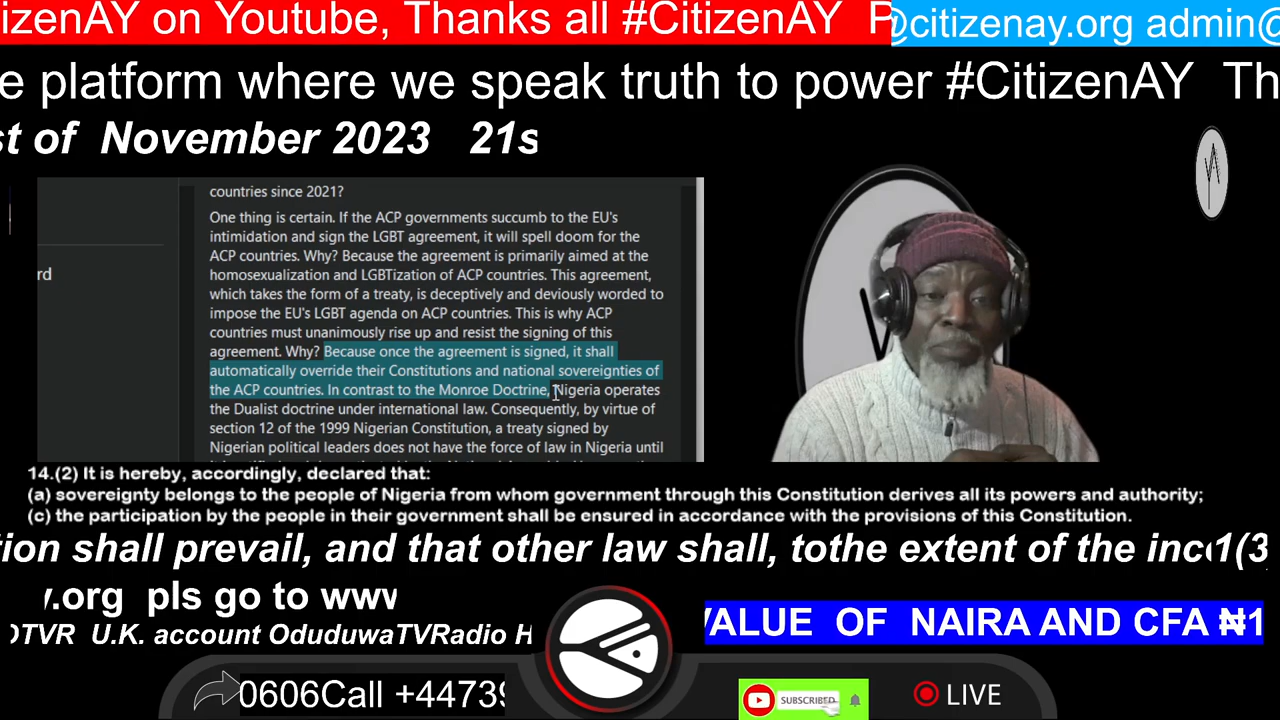 izenAY on Youtube, Thanks all #CitizenAY P
@citizenay.org admin@
e platform where we speak truth to power #CitizenAY Th
st of November 2023 21s
countries since 2021?
One thing is certain. If the ACP governments succumb to the EU's
intimidation and sign the LGBT agreement, it will spell doom for the
ACP countries. Why? Because the agreement is primarily aimed at the
homosexualization and LGBTization of ACP countries. This agreement,
which takes the form of a treaty, is deceptively and deviously worded to
impose the EU's LGBT agenda on ACP countries. This is why ACP
countries must unanimously rise up and resist the signing of this
agreement. Why? Because once the agreement is signed, it shall
automatically override their Constitutions and national sovereignties of
the ACP countries. In contrast to the Monroe Doctrine, Nigeria operates
the Dualist doctrine under international law. Consequently, by virtue of
section 12 of the 1999 Nigerian Constitution, a treaty signed by
Nigerian political leaders does not have the force of law in Nigeria until
rd
14.(2) It is hereby, accordingly, declared that:
(a) sovereignty belongs to the people of Nigeria from whom government through this Constitution derives all its powers and authority;
(c) the participation by the people in their government shall be ensured in accordance with the provisions of this Constitution.
tion shall prevail, and that other law shall, tothe extent of the inc
1(3
.org pls go to www
OTVR U.K. account OduduwaTVRadio H
VALUE OF NAIRA AND CFA ₦1
0606Call +44739
SUBSCRIBED
LIVE